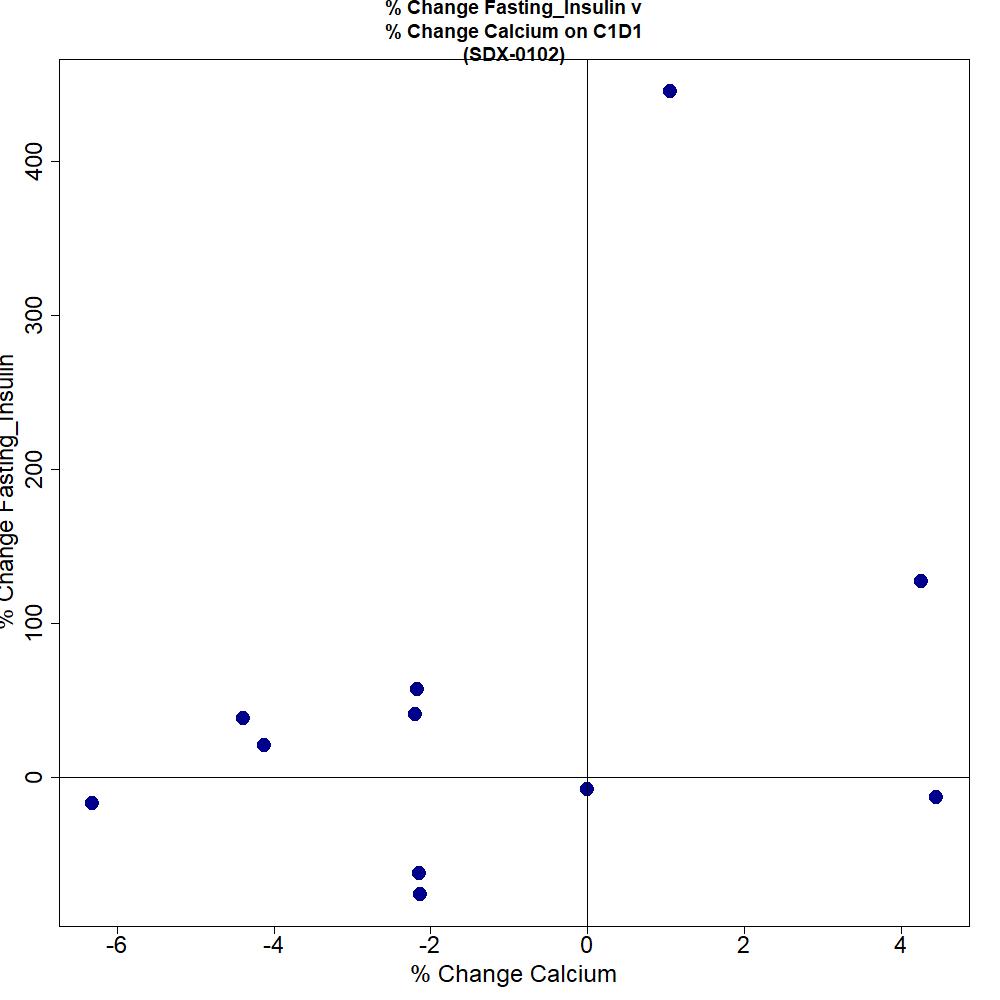 % Change Fasting_Insulin v
% Change Calcium on C1D1
(SDX-0102)
% Change Fasting_Insulin
400
300
200
100
0
-6
-4
-2
0
2
4
% Change Calcium